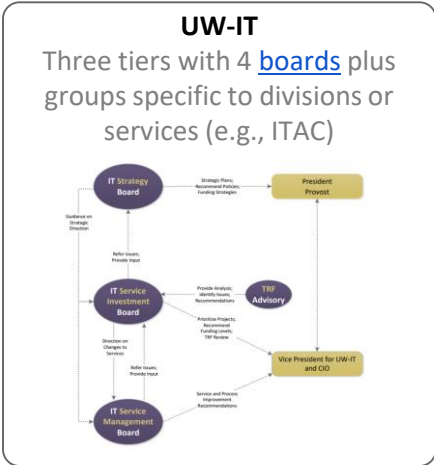 UW-IT
Three tiers with 4 boards plus
groups specific to divisions or
services (e.g., ITAC)
IT Strategy
Board
Strategic Plans;
Recommend Policies;
Funding Strategies
President
Provost
Guidance on
Strategic
Direction
Refer Issues;
Provide Input
IT Service
Investment
Board
Provide Analysis;
Identify Issues;
Recommendations
TRF
Advisory
Prioritize Projects;
Recommend
Funding Levels;
TRF Review
Direction on
Changes to
Services
Refer Issues;
Provide Input
Vice President for UW-IT
and CIO
IT Service
Management
Board
Service and Process
Improvement
Recommendations